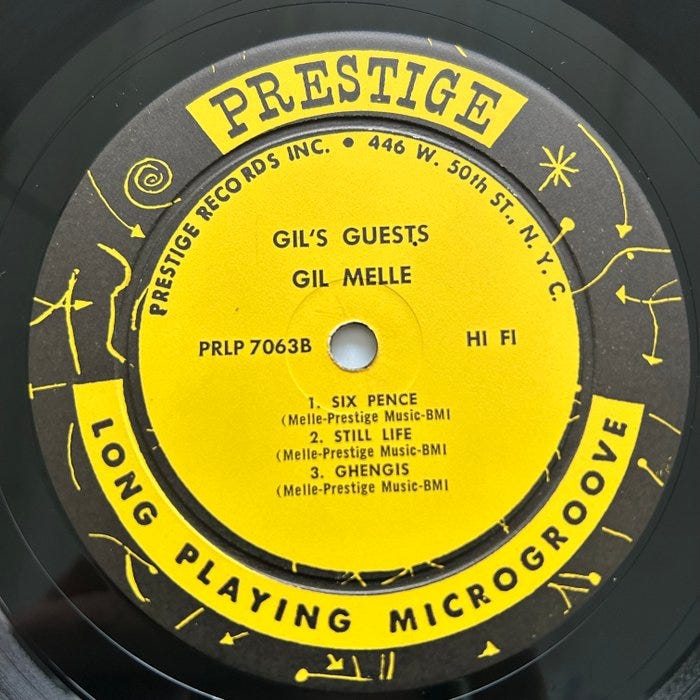 PRESTIGE
PRESTIGE RECORDS INC. • 446 W. 50th ST., N. Y. C.
GIL'S GUESTS
GIL MELLE
PRLP 7063B
HI FI
1. SIX PENCE
(Melle-Prestige Music-BMI
2. STILL LIFE
(Melle-Prestige Music-BMI
3. GHENGIS
(Melle-Prestige Music-BMI
LONG PLAYING MICROGROOVE